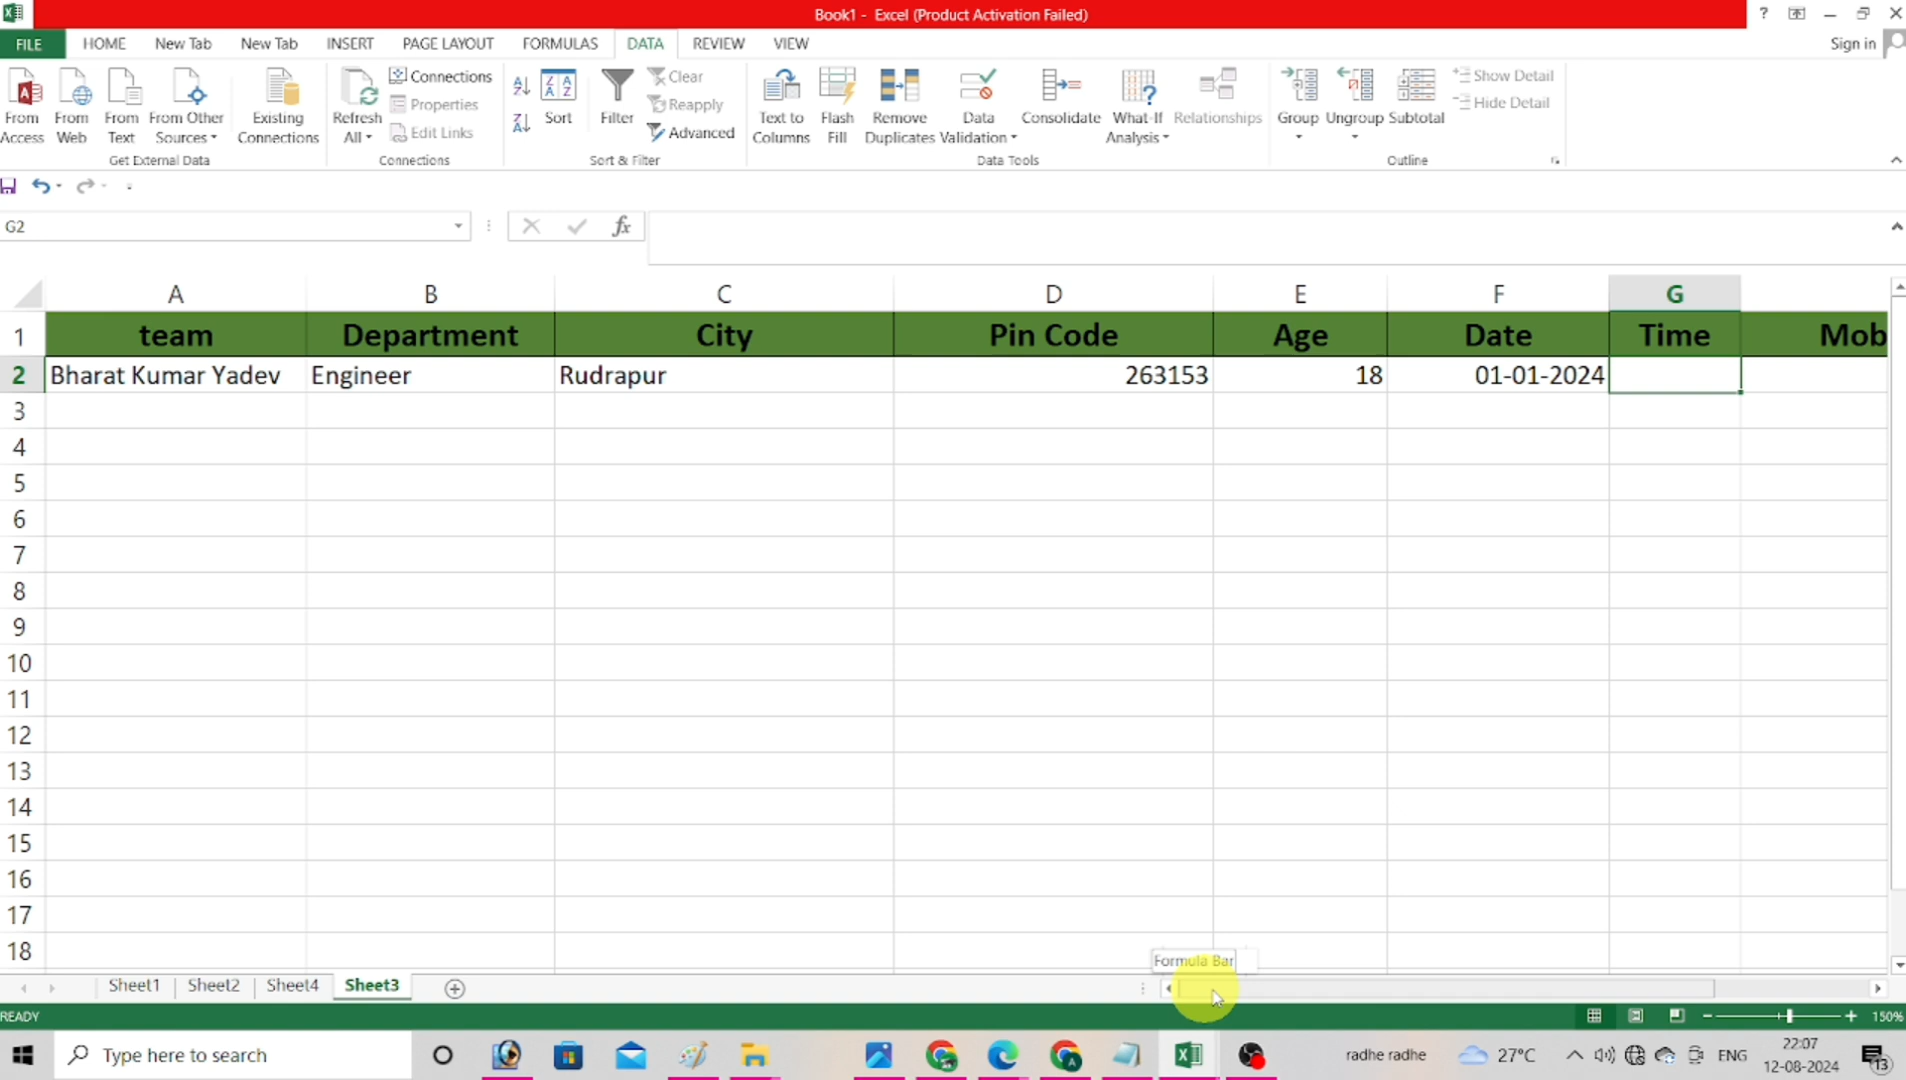 Book1 - Excel (Product Activation Failed)
FILE HOME New Tab New Tab INSERT PAGE LAYOUT FORMULAS DATA REVIEW VIEW Sign in
From Access
From Web
From Text
From Other Sources
Get External Data
Existing Connections
Refresh All
Connections
Properties
Edit Links
Connections
Sort
Filter
Clear
Reapply
Advanced
Sort & Filter
Text to Columns
Flash Fill
Remove Duplicates
Data Validation
Consolidate
What-If Analysis
Relationships
Data Tools
Group
Ungroup
Subtotal
Show Detail
Hide Detail
Outline
G2
fx
A B C D E F G
1 team Department City Pin Code Age Date Time Mob
2 Bharat Kumar Yadev Engineer Rudrapur 263153 18 01-01-2024
3
4
5
6
7
8
9
10
11
12
13
14
15
16
17
18
Formula Bar
Sheet1 Sheet2 Sheet4 Sheet3
READY 150%
Type here to search
radhe radhe
27°C
ENG
22:07
12-08-2024
13